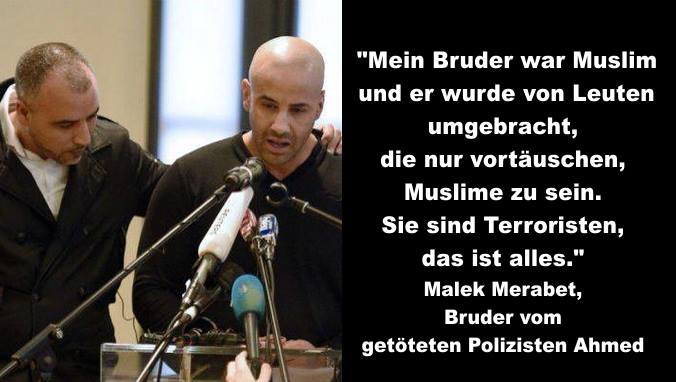 "Mein Bruder war Muslim
und er wurde von Leuten
umgebracht,
die nur vortäuschen,
Muslime zu sein.
Sie sind Terroristen,
das ist alles."
Malek Merabet,
Bruder vom
getöteten Polizisten Ahmed